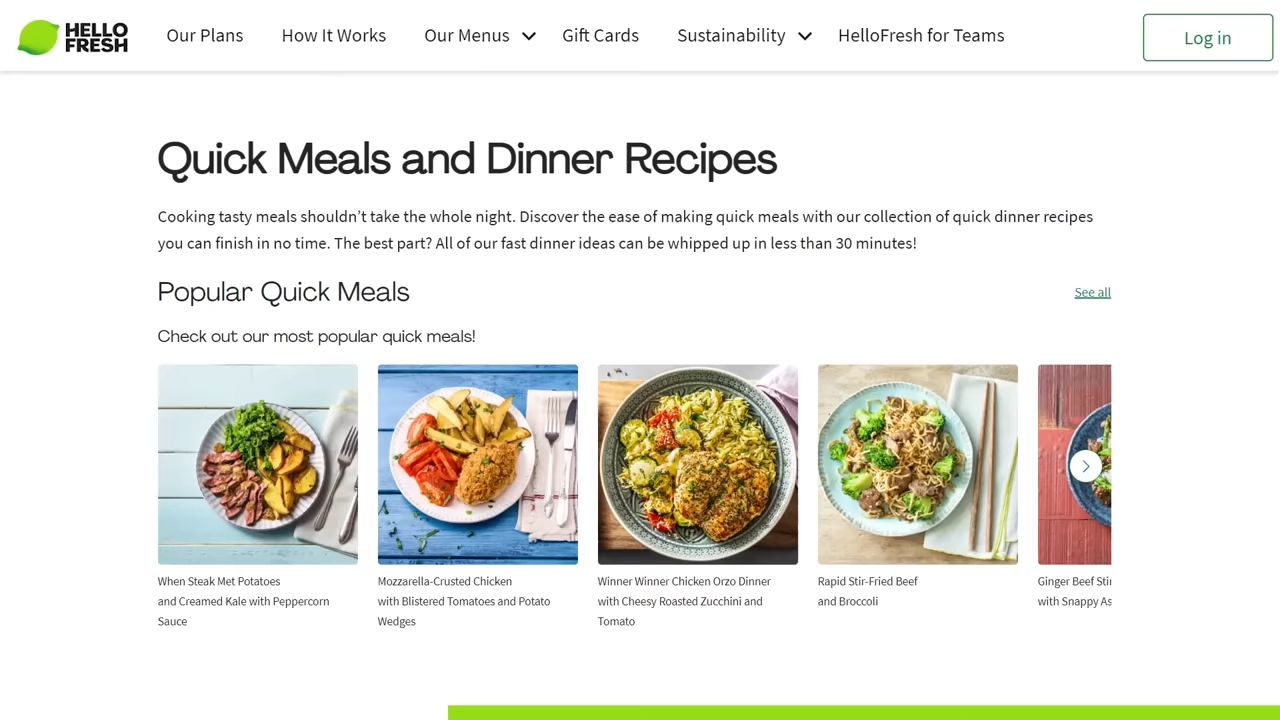 HELLO
FRESH
Our Plans
How It Works
Our Menus
Gift Cards
Sustainability
HelloFresh for Teams
Log in
Quick Meals and Dinner Recipes
Cooking tasty meals shouldn’t take the whole night. Discover the ease of making quick meals with our collection of quick dinner recipes
you can finish in no time. The best part? All of our fast dinner ideas can be whipped up in less than 30 minutes!
Popular Quick Meals
See all
Check out our most popular quick meals!
When Steak Met Potatoes
and Creamed Kale with Peppercorn
Sauce
Mozzarella-Crusted Chicken
with Blistered Tomatoes and Potato
Wedges
Winner Winner Chicken Orzo Dinner
with Cheesy Roasted Zucchini and
Tomato
Rapid Stir-Fried Beef
and Broccoli
Ginger Beef
with Snappy